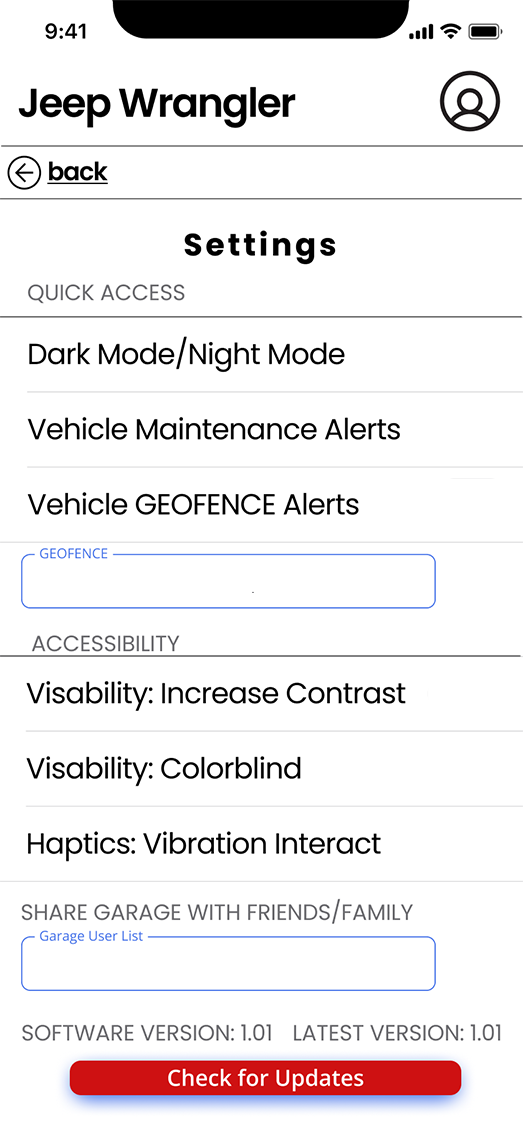 9:41
Jeep Wrangler
back
Settings
QUICK ACCESS
Dark Mode/Night Mode
Vehicle Maintenance Alerts
Vehicle GEOFENCE Alerts
GEOFENCE
.
ACCESSIBILITY
Visability: Increase Contrast
Visability: Colorblind
Haptics: Vibration Interact
SHARE GARAGE WITH FRIENDS/FAMILY
Garage User List
SOFTWARE VERSION: 1.01 LATEST VERSION: 1.01
Check for Updates